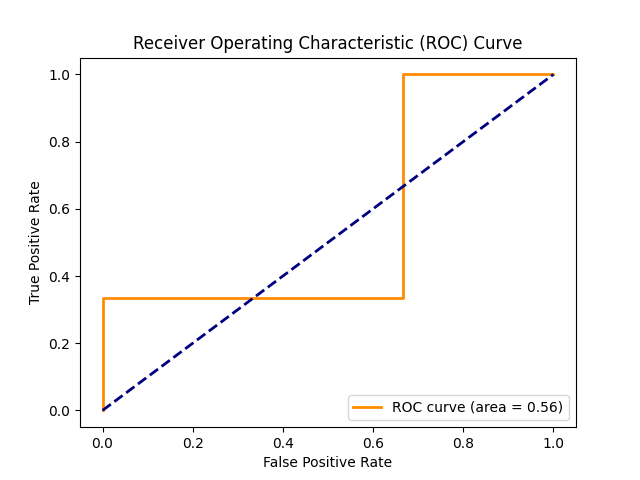 Receiver Operating Characteristic (ROC) Curve
1.0
0.8
0.6
0.4
0.2
0.0
True Positive Rate
ROC curve (area = 0.56)
0.0 0.2 0.4 0.6 0.8 1.0
False Positive Rate